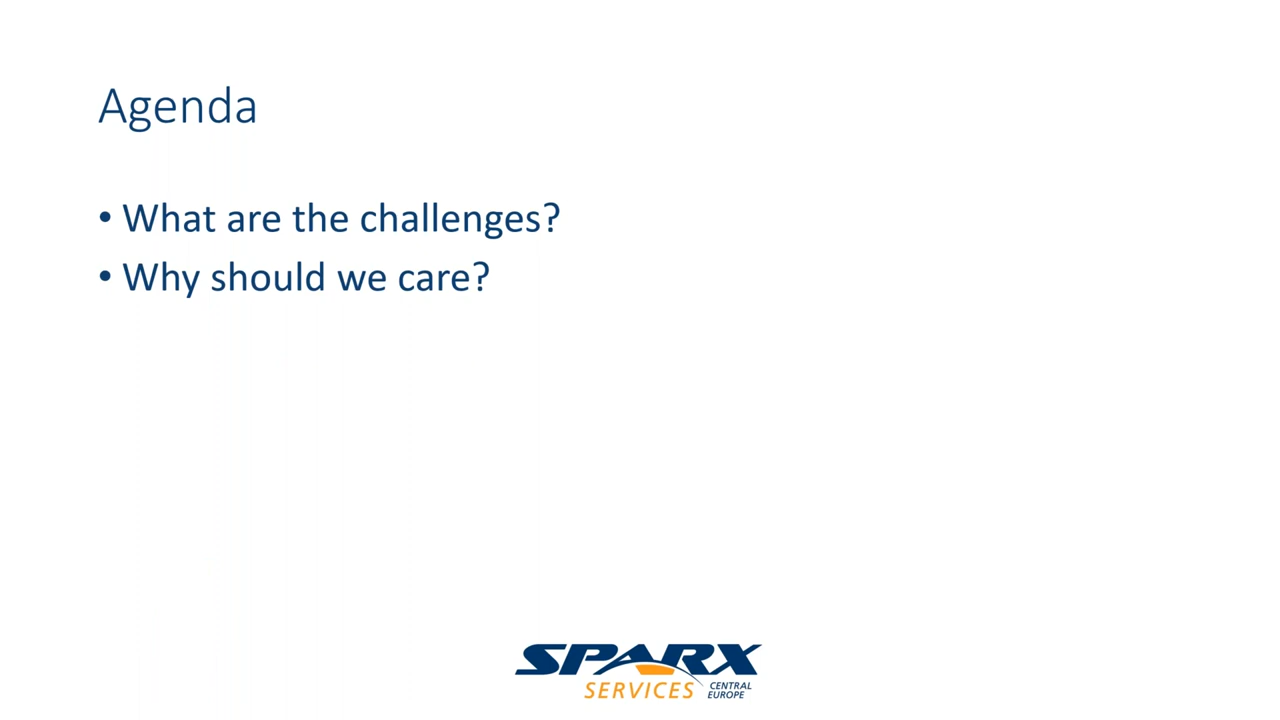 Agenda
• What are the challenges?
• Why should we care?
SPARX
SERVICES CENTRAL
EUROPE